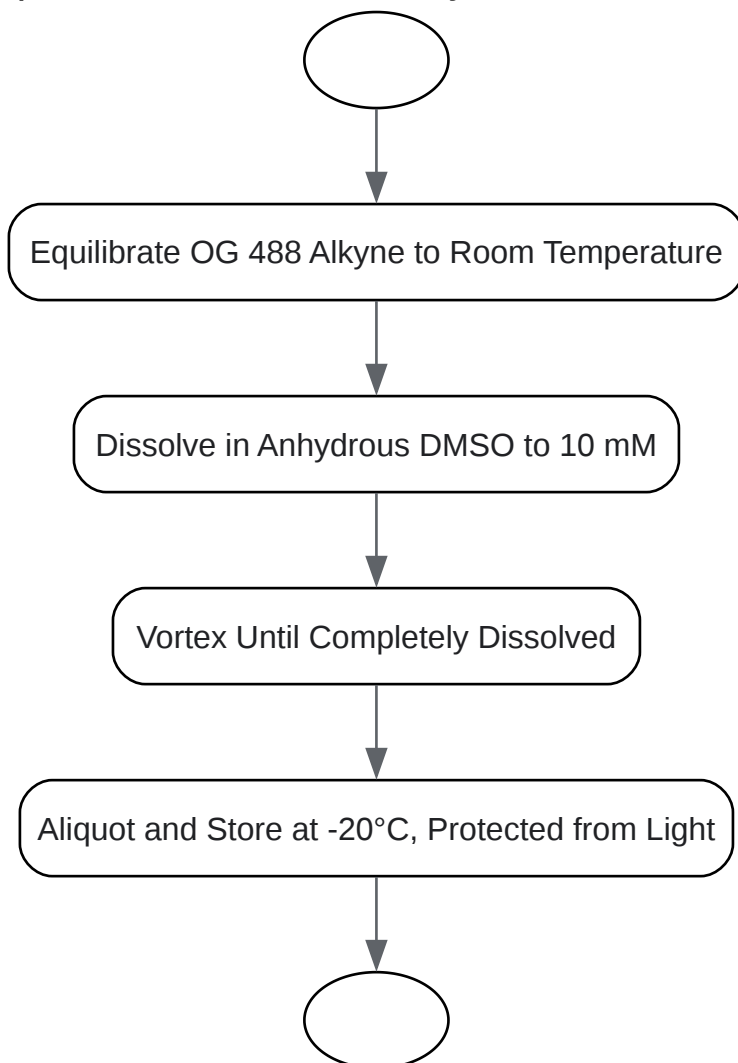 Equilibrate OG 488 Alkyne to Room Temperature
Dissolve in Anhydrous DMSO to 10 mM
Vortex Until Completely Dissolved
Aliquot and Store at -20°C, Protected from Light